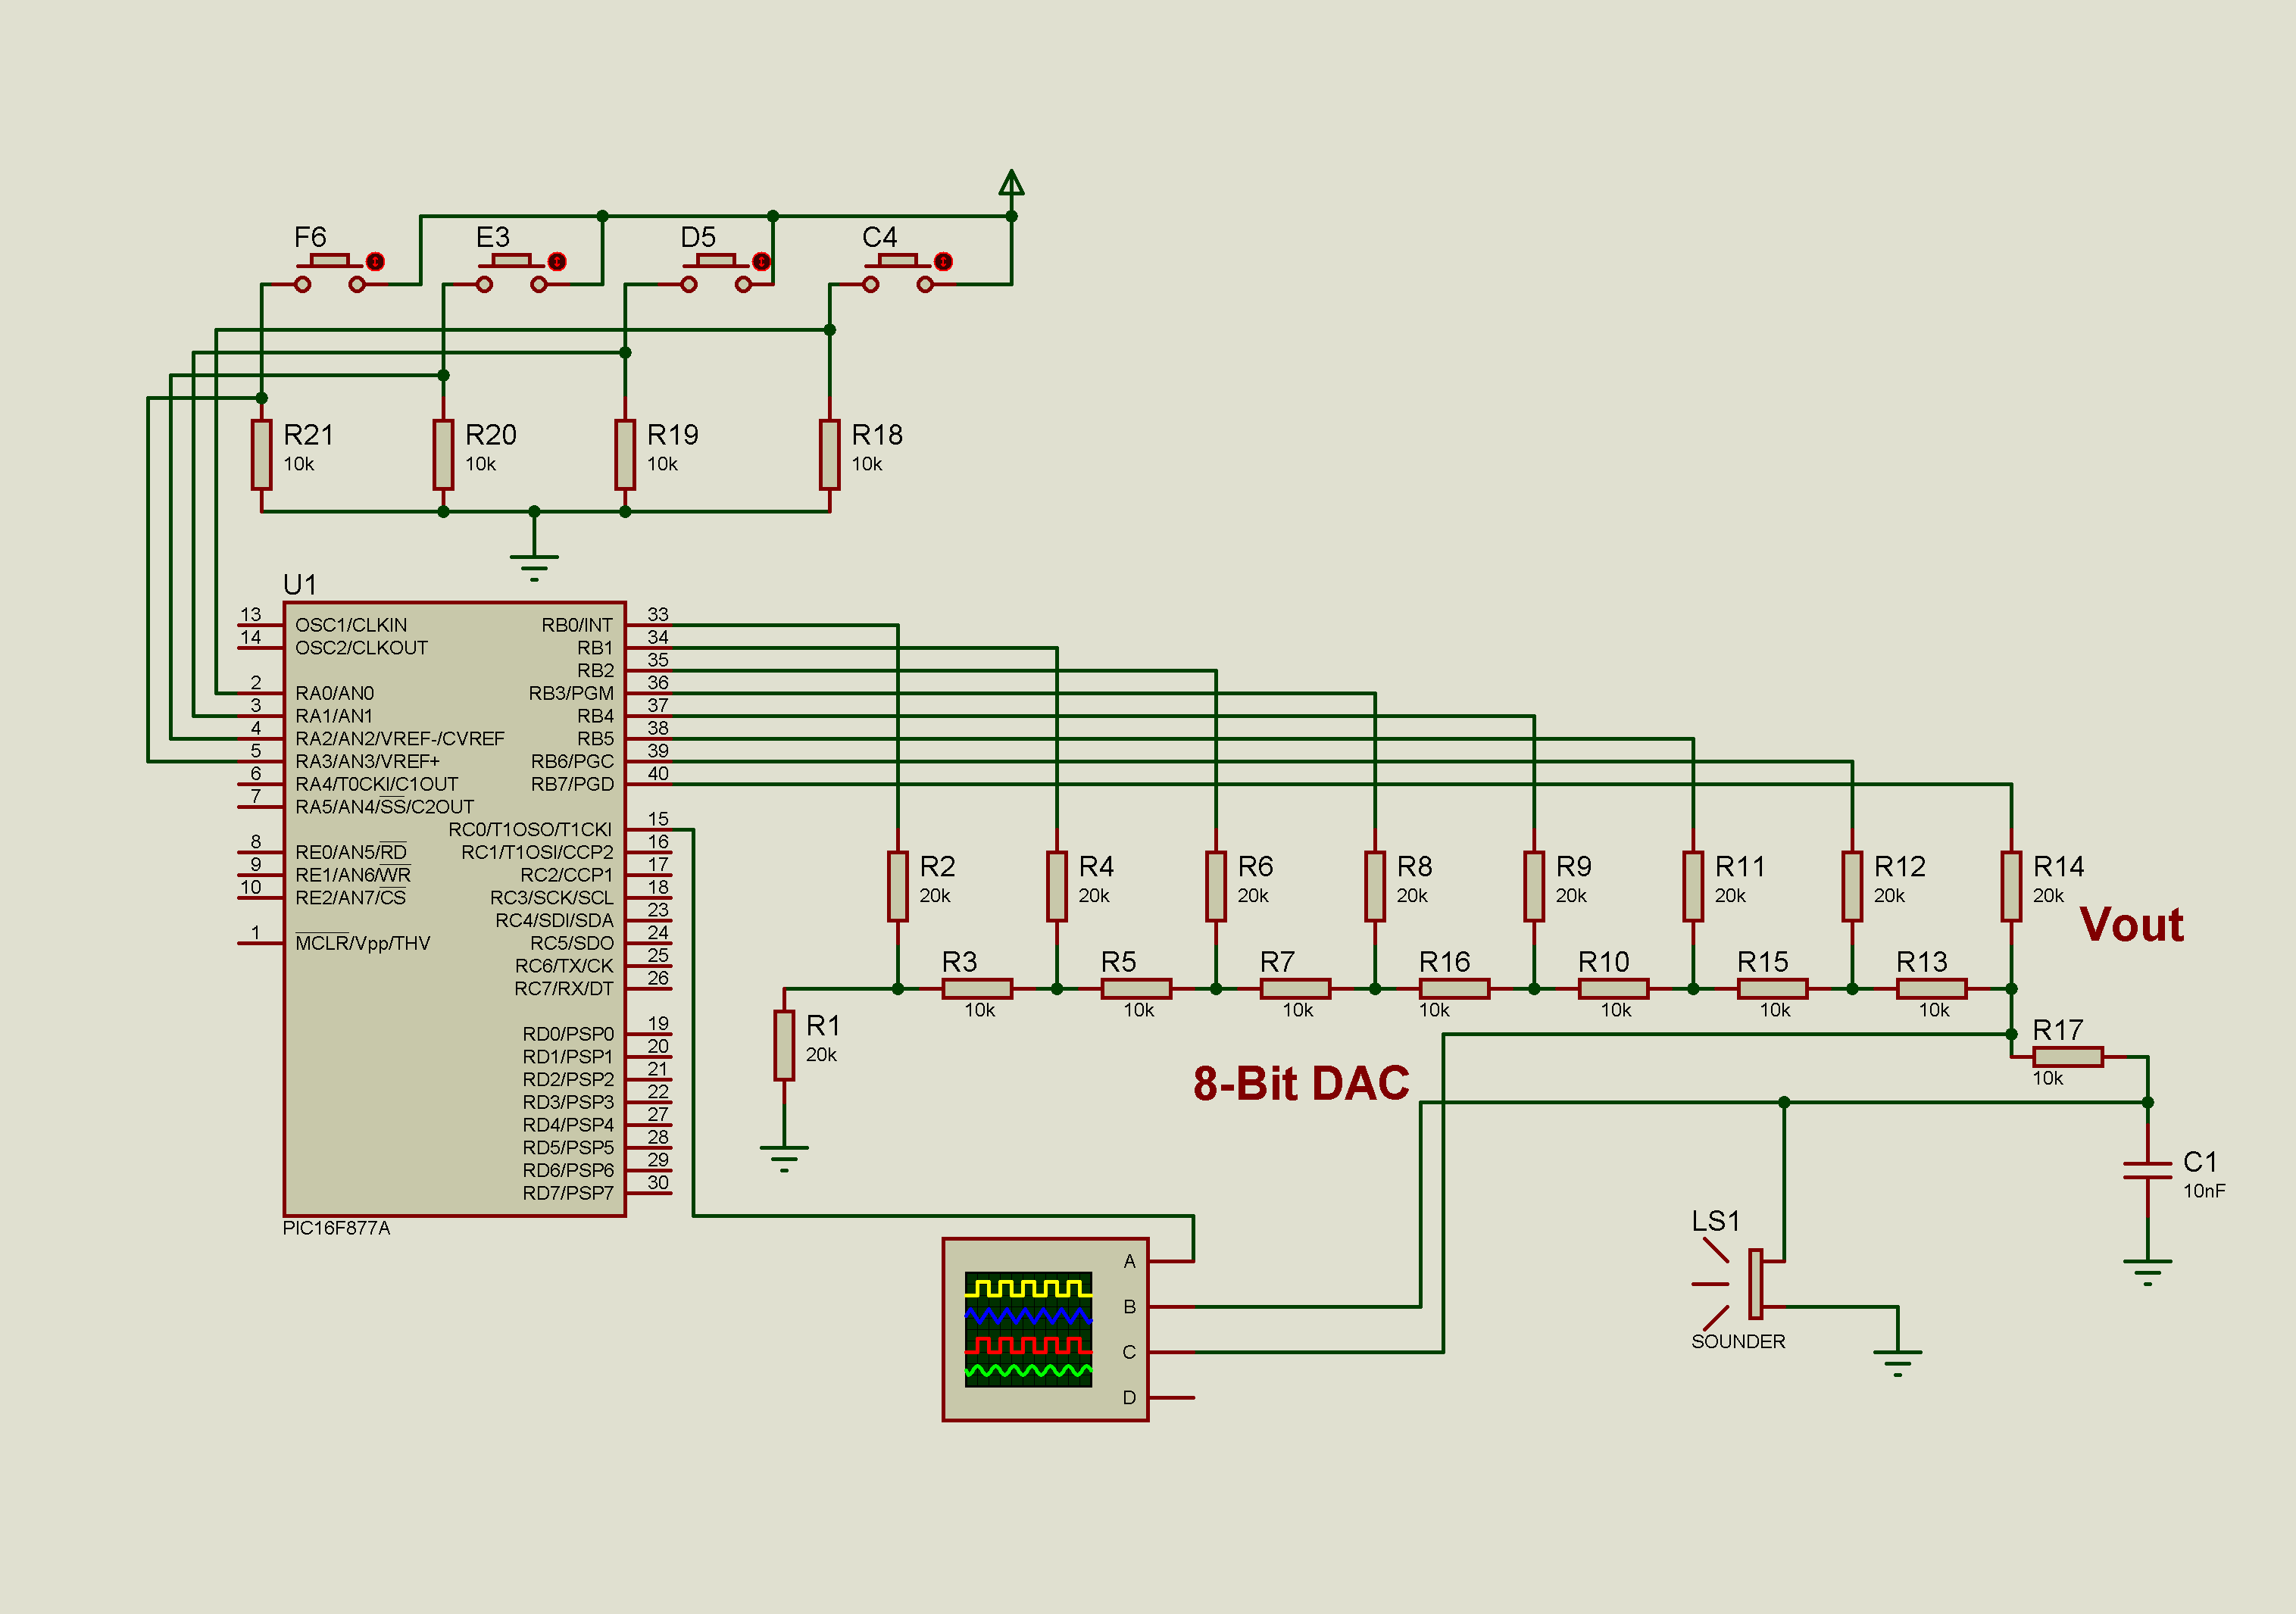 F6
E3
D5
C4
R21
10k
R20
10k
R19
10k
R18
10k
U1
13
OSC1/CLKIN
14
OSC2/CLKOUT
2
RA0/AN0
3
RA1/AN1
4
RA2/AN2/VREF-/CVREF
5
RA3/AN3/VREF+
6
RA4/T0CKI/C1OUT
7
RA5/AN4/SS/C2OUT
8
RE0/AN5/RD
9
RE1/AN6/WR
10
RE2/AN7/CS
1
MCLR/Vpp/THV
RB0/INT
33
RB1
34
RB2
35
RB3/PGM
36
RB4
37
RB5
38
RB6/PGC
39
RB7/PGD
40
RC0/T1OSO/T1CKI
15
RC1/T1OSI/CCP2
16
RC2/CCP1
17
RC3/SCK/SCL
18
RC4/SDI/SDA
23
RC5/SDO
24
RC6/TX/CK
25
RC7/RX/DT
26
RD0/PSP0
19
RD1/PSP1
20
RD2/PSP2
21
RD3/PSP3
22
RD4/PSP4
27
RD5/PSP5
28
RD6/PSP6
29
RD7/PSP7
30
PIC16F877A
R2
20k
R4
20k
R6
20k
R8
20k
R9
20k
R11
20k
R12
20k
R14
20k
Vout
R3
10k
R5
10k
R7
10k
R16
10k
R10
10k
R15
10k
R13
10k
R1
20k
R17
10k
8-Bit DAC
C1
10nF
LS1
SOUNDER
A
B
C
D